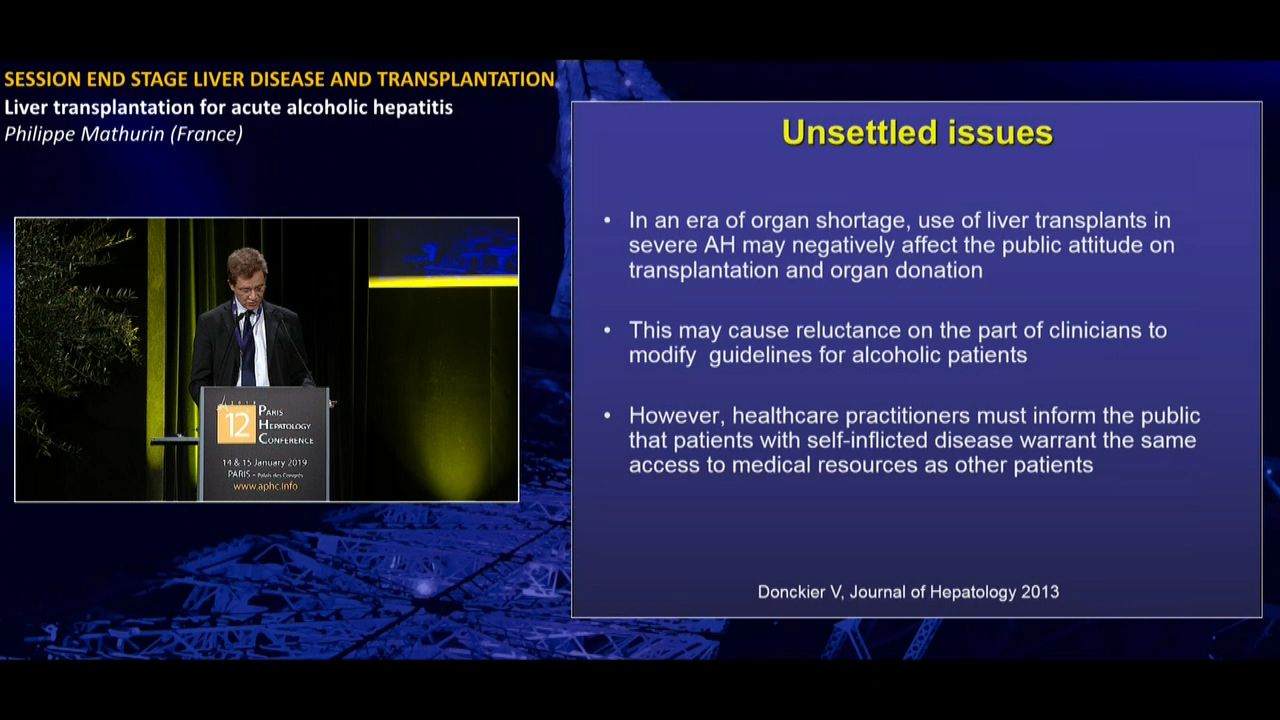 SESSION END STAGE LIVER DISEASE AND TRANSPLANTATION
Liver transplantation for acute alcoholic hepatitis
Philippe Mathurin (France)
12
PARIS
HEPATOLOGY
CONFERENCE
14 & 15 January 2019
PARIS - Palais des Congrès
www.aphc.info
Unsettled issues
• In an era of organ shortage, use of liver transplants in
severe AH may negatively affect the public attitude on
transplantation and organ donation
• This may cause reluctance on the part of clinicians to
modify  guidelines for alcoholic patients
• However, healthcare practitioners must inform the public
that patients with self-inflicted disease warrant the same
access to medical resources as other patients
Donckier V, Journal of Hepatology 2013